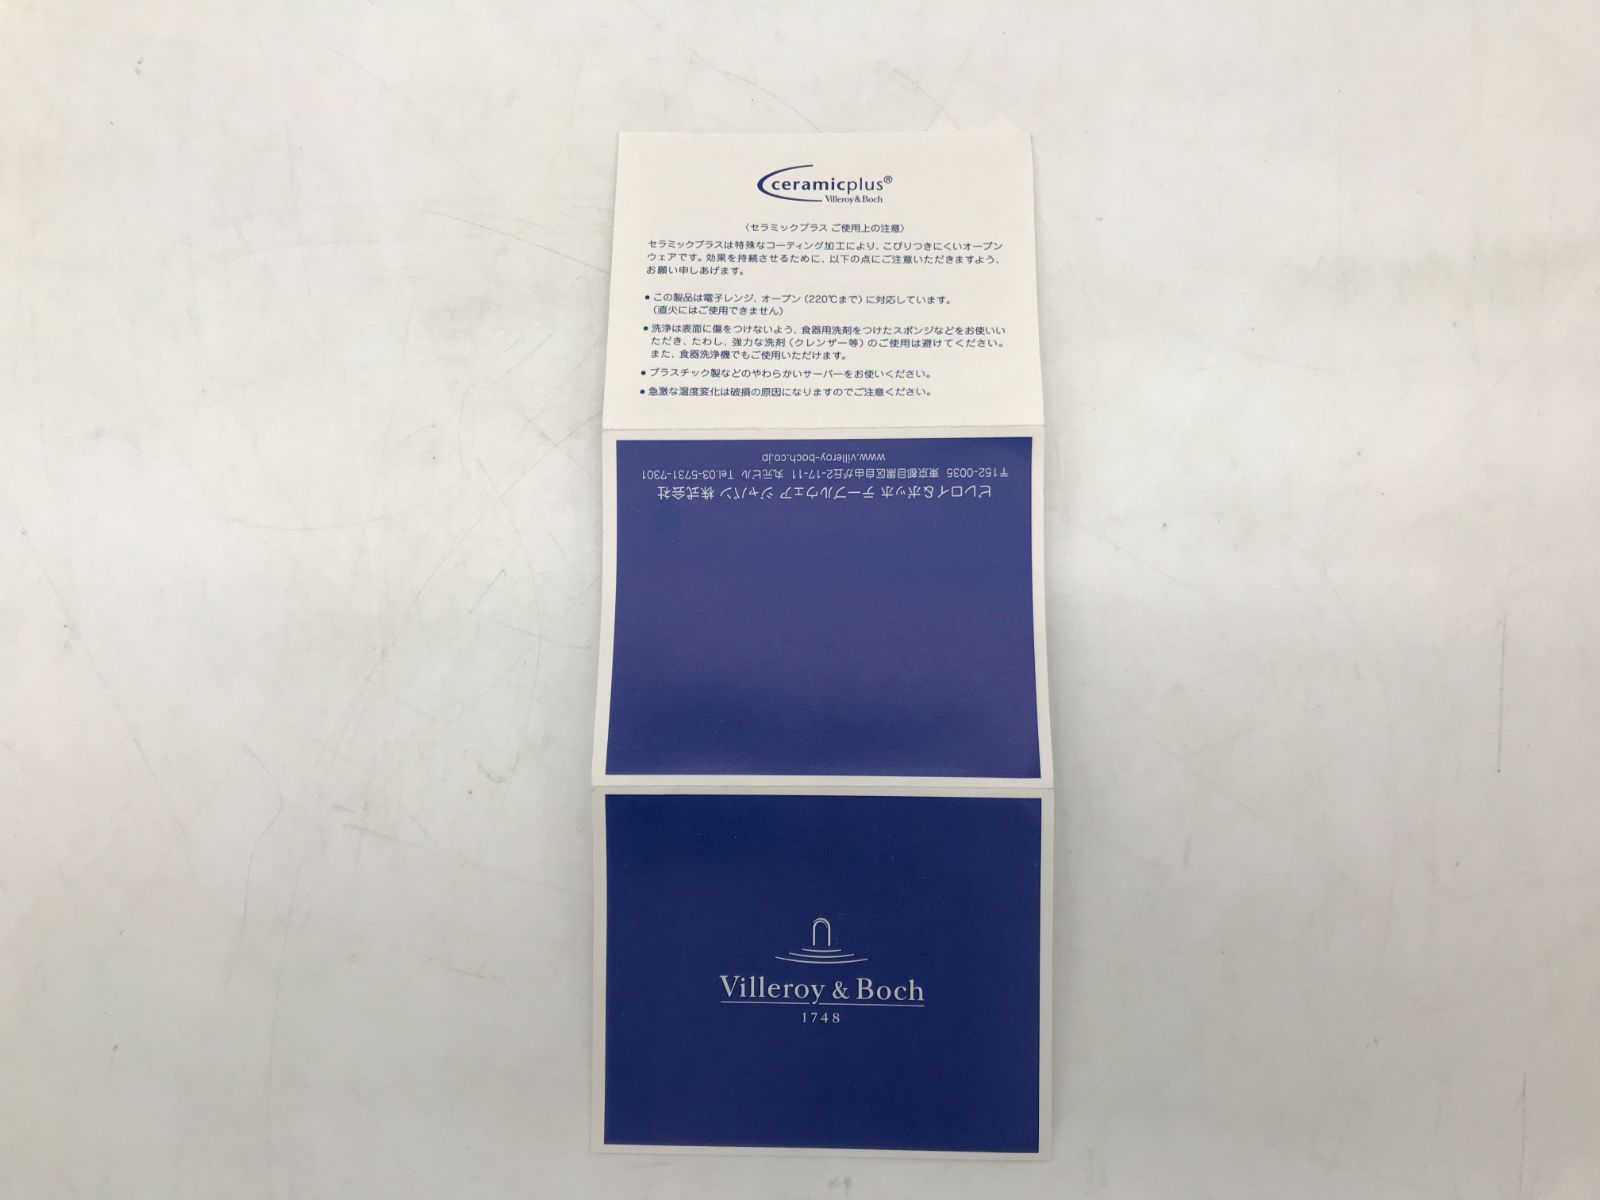 ceramicplus®
Villeroy & Boch
〈セラミックプラス ご使用上の注意〉
セラミックプラスは特殊なコーティング加工により、こびりつきにくいオーブン
ウェアです。効果を持続させるために、以下の点にご注意いただきますよう、
お願い申しあげます。
● この製品は電子レンジ、オーブン（220℃まで）に対応しています。
（直火にはご使用できません）
● 洗浄は表面に傷をつけないよう、食器用洗剤をつけたスポンジなどをお使いい
ただき、たわし、強力な洗剤（クレンザー等）のご使用は避けてください。
また、食器洗浄機でもご使用いただけます。
● プラスチック製などのやわらかいサーバーをお使いください。
● 急激な温度変化は破損の原因になりますのでご注意ください。
ビレロイ&ボッホ テーブルウェア ジャパン 株式会社
〒152-0035 東京都目黒区自由が丘2-17-11 丸元ビル Tel.03-5731-7301
www.villeroy-boch.co.jp
Villeroy & Boch
1748